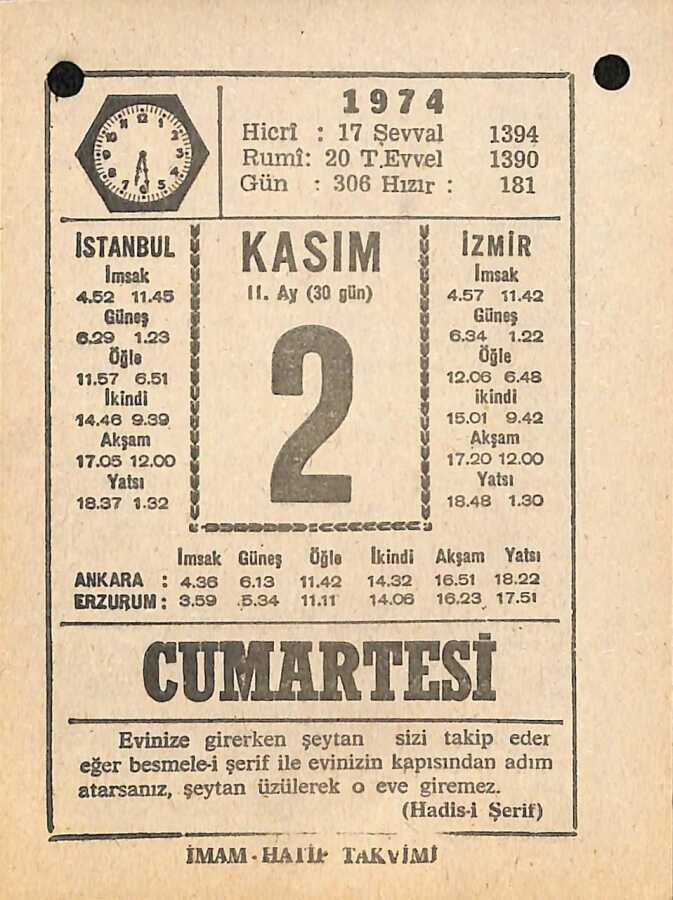 1974
Hicrî : 17 Şevval 1394
Rumî: 20 T.Evvel 1390
Gün : 306 Hızır : 181
İSTANBUL
İmsak
4.52 11.45
Güneş
6.29 1.23
Öğle
11.57 6.51
İkindi
14.46 9.39
Akşam
17.05 12.00
Yatsı
18.37 1.32
KASIM
11. Ay (30 gün)
2
İZMİR
İmsak
4.57 11.42
Güneş
6.34 1.22
Öğle
12.06 6.48
ikindi
15.01 9.42
Akşam
17.20 12.00
Yatsı
18.48 1.30
İmsak Güneş Öğle İkindi Akşam Yatsı
ANKARA : 4.36 6.13 11.42 14.32 16.51 18.22
ERZURUM : 3.59 5.34 11.11 14.06 16.23 17.51
CUMARTESİ
Evinize girerken şeytan sizi takip eder
eğer besmele-i şerif ile evinizin kapısından adım
atarsanız, şeytan üzülerek o eve giremez.
(Hadis-i Şerif)
İMAM - HATİP TAKVİMİ